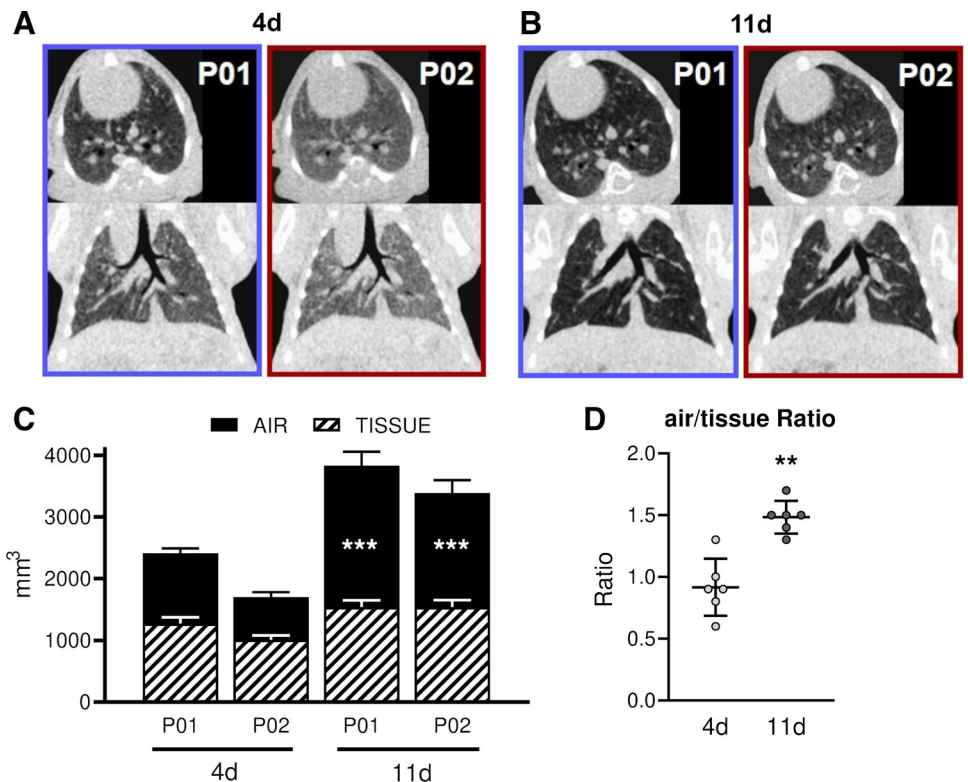 A
4d
B
11d
P01
P02
P01
P02
C
AIR
TISSUE
D
air/tissue Ratio
4000
3000
2000
1000
0
mm³
***
***
P01
P02
P01
P02
4d
11d
2.0
1.5
1.0
0.5
0.0
Ratio
**
4d
11d